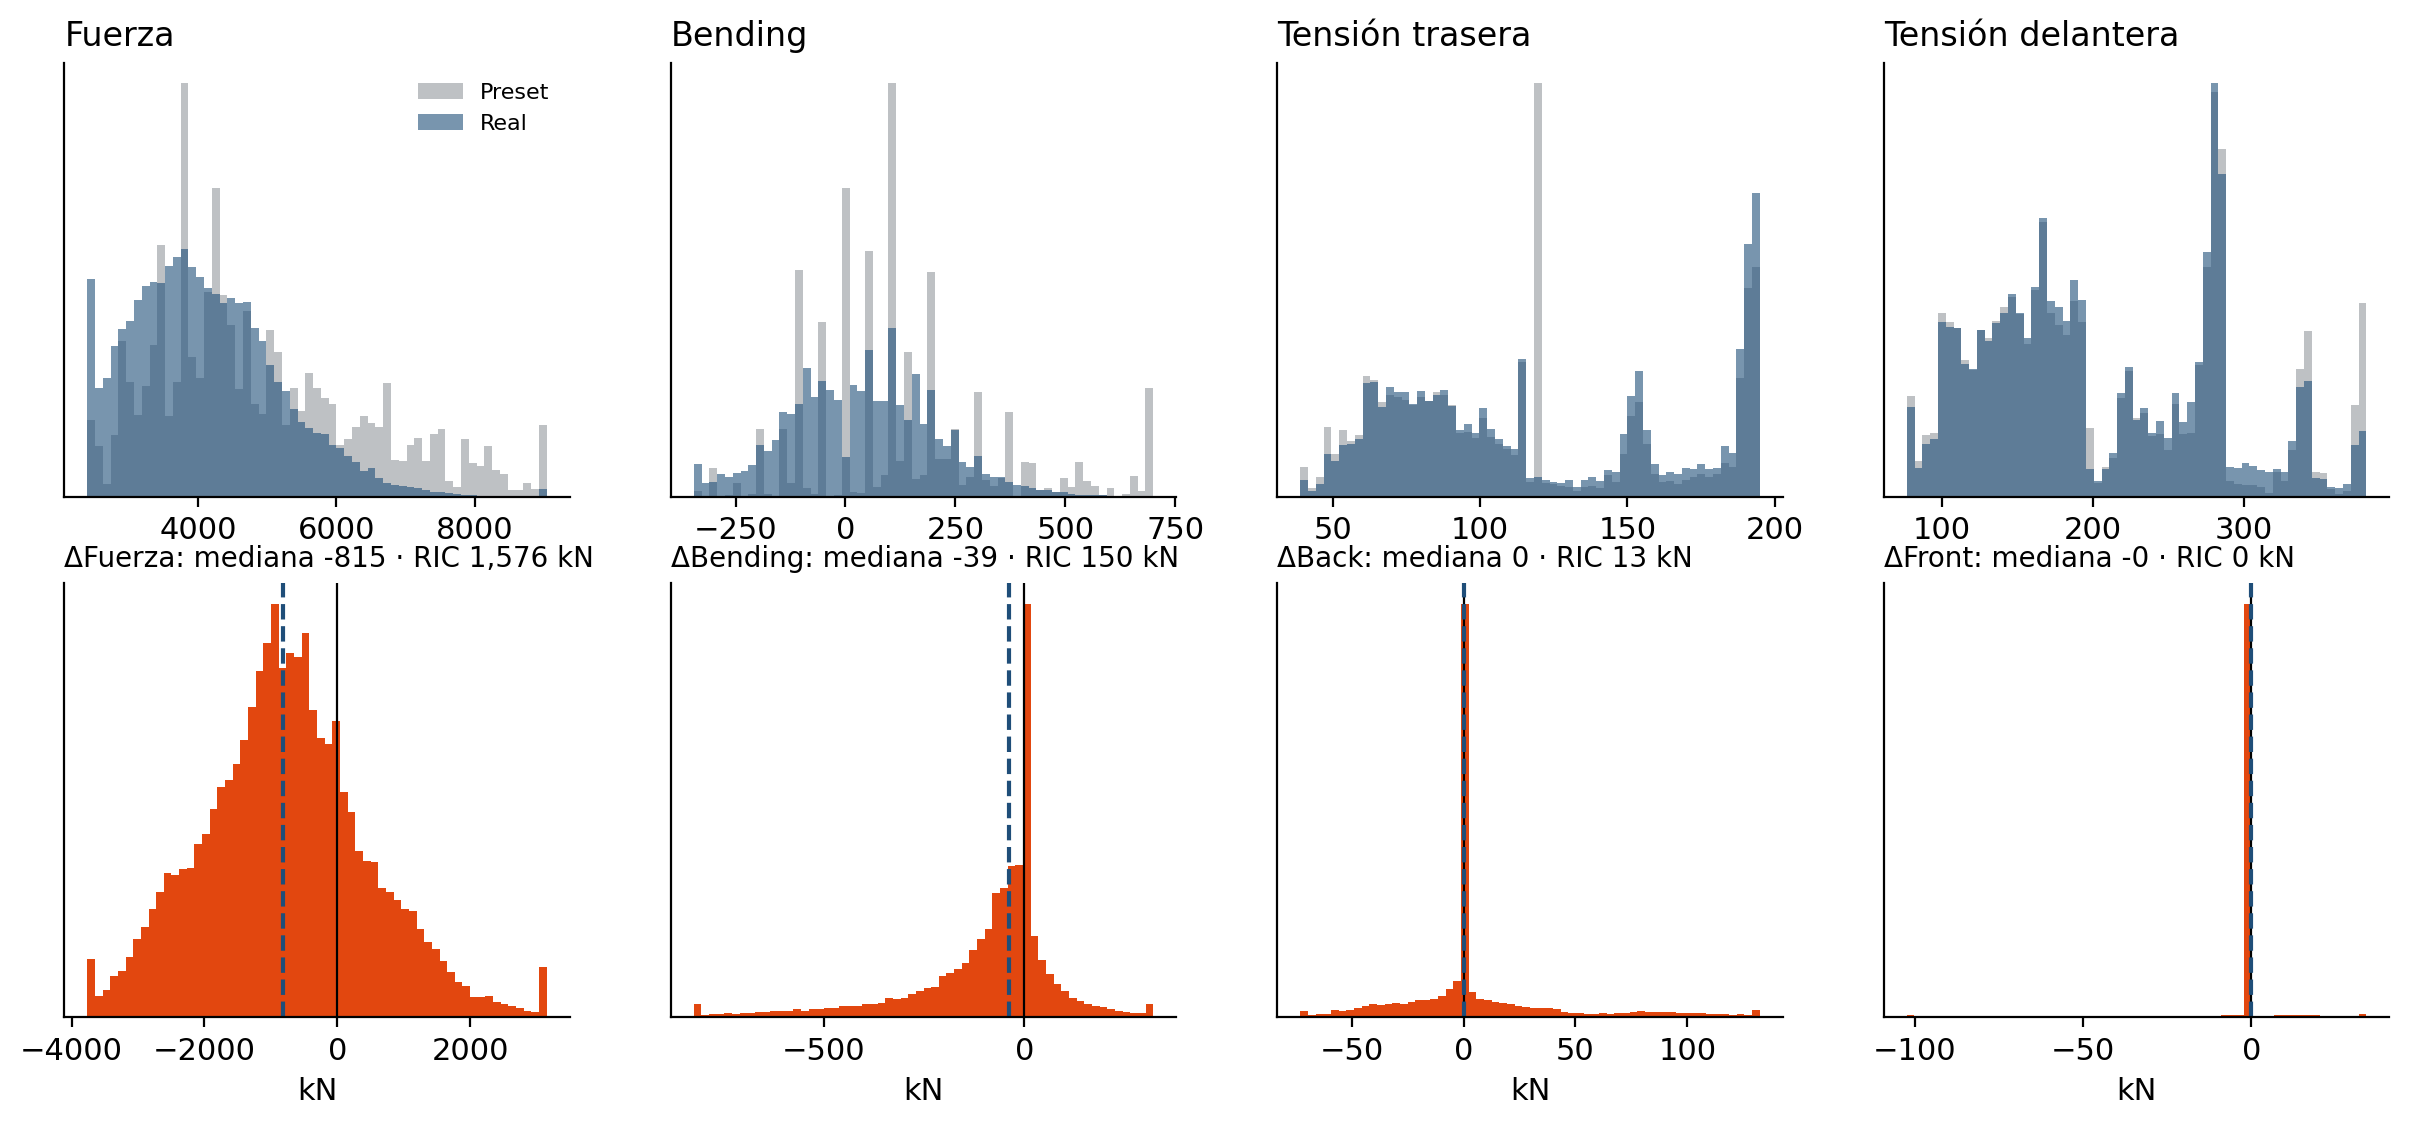 Fuerza
Bending
Tensión trasera
Tensión delantera
Preset
Real
4000 6000 8000
−250 0 250 500 750
50 100 150 200
100 200 300
ΔFuerza: mediana -815 · RIC 1,576 kN
ΔBending: mediana -39 · RIC 150 kN
ΔBack: mediana 0 · RIC 13 kN
ΔFront: mediana -0 · RIC 0 kN
−4000 −2000 0 2000
−500 0
−50 0 50 100
−100 −50 0
kN
kN
kN
kN